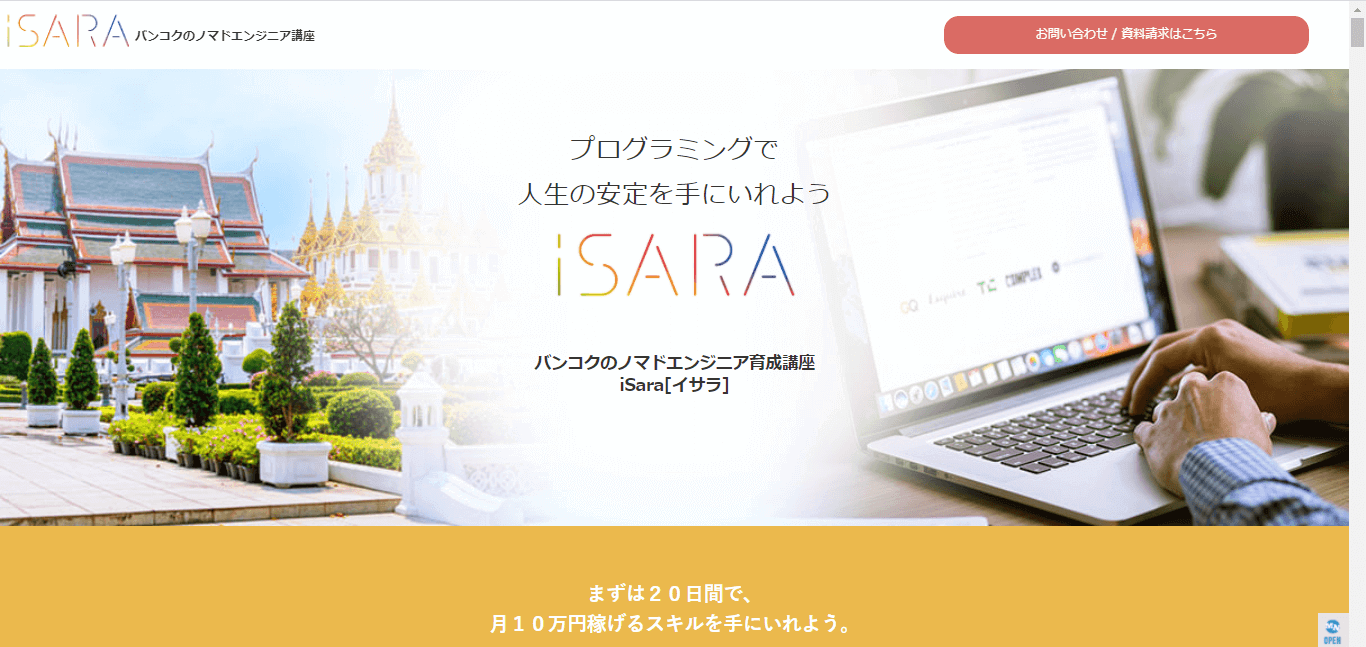 iSARA バンコクのノマドエンジニア講座
お問い合わせ / 資料請求はこちら
プログラミングで
人生の安定を手にいれよう
iSARA
バンコクのノマドエンジニア育成講座
iSara[イサラ]
GQ Esquire TC COMPLEX
まずは２０日間で、
月１０万円稼げるスキルを手にいれよう。
OPEN